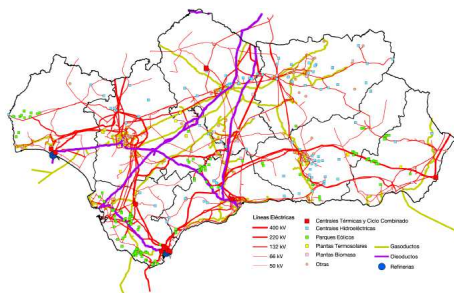 Líneas Eléctricas
400 kV
220 kV
132 kV
66 kV
50 kV
Centrales Térmicas y Ciclo Combinado
Centrales Hidroeléctricas
Parques Eólicos
Plantas Termosolares
Plantas Biomasa
Otras
Gasoductos
Oleoductos
Refinerías